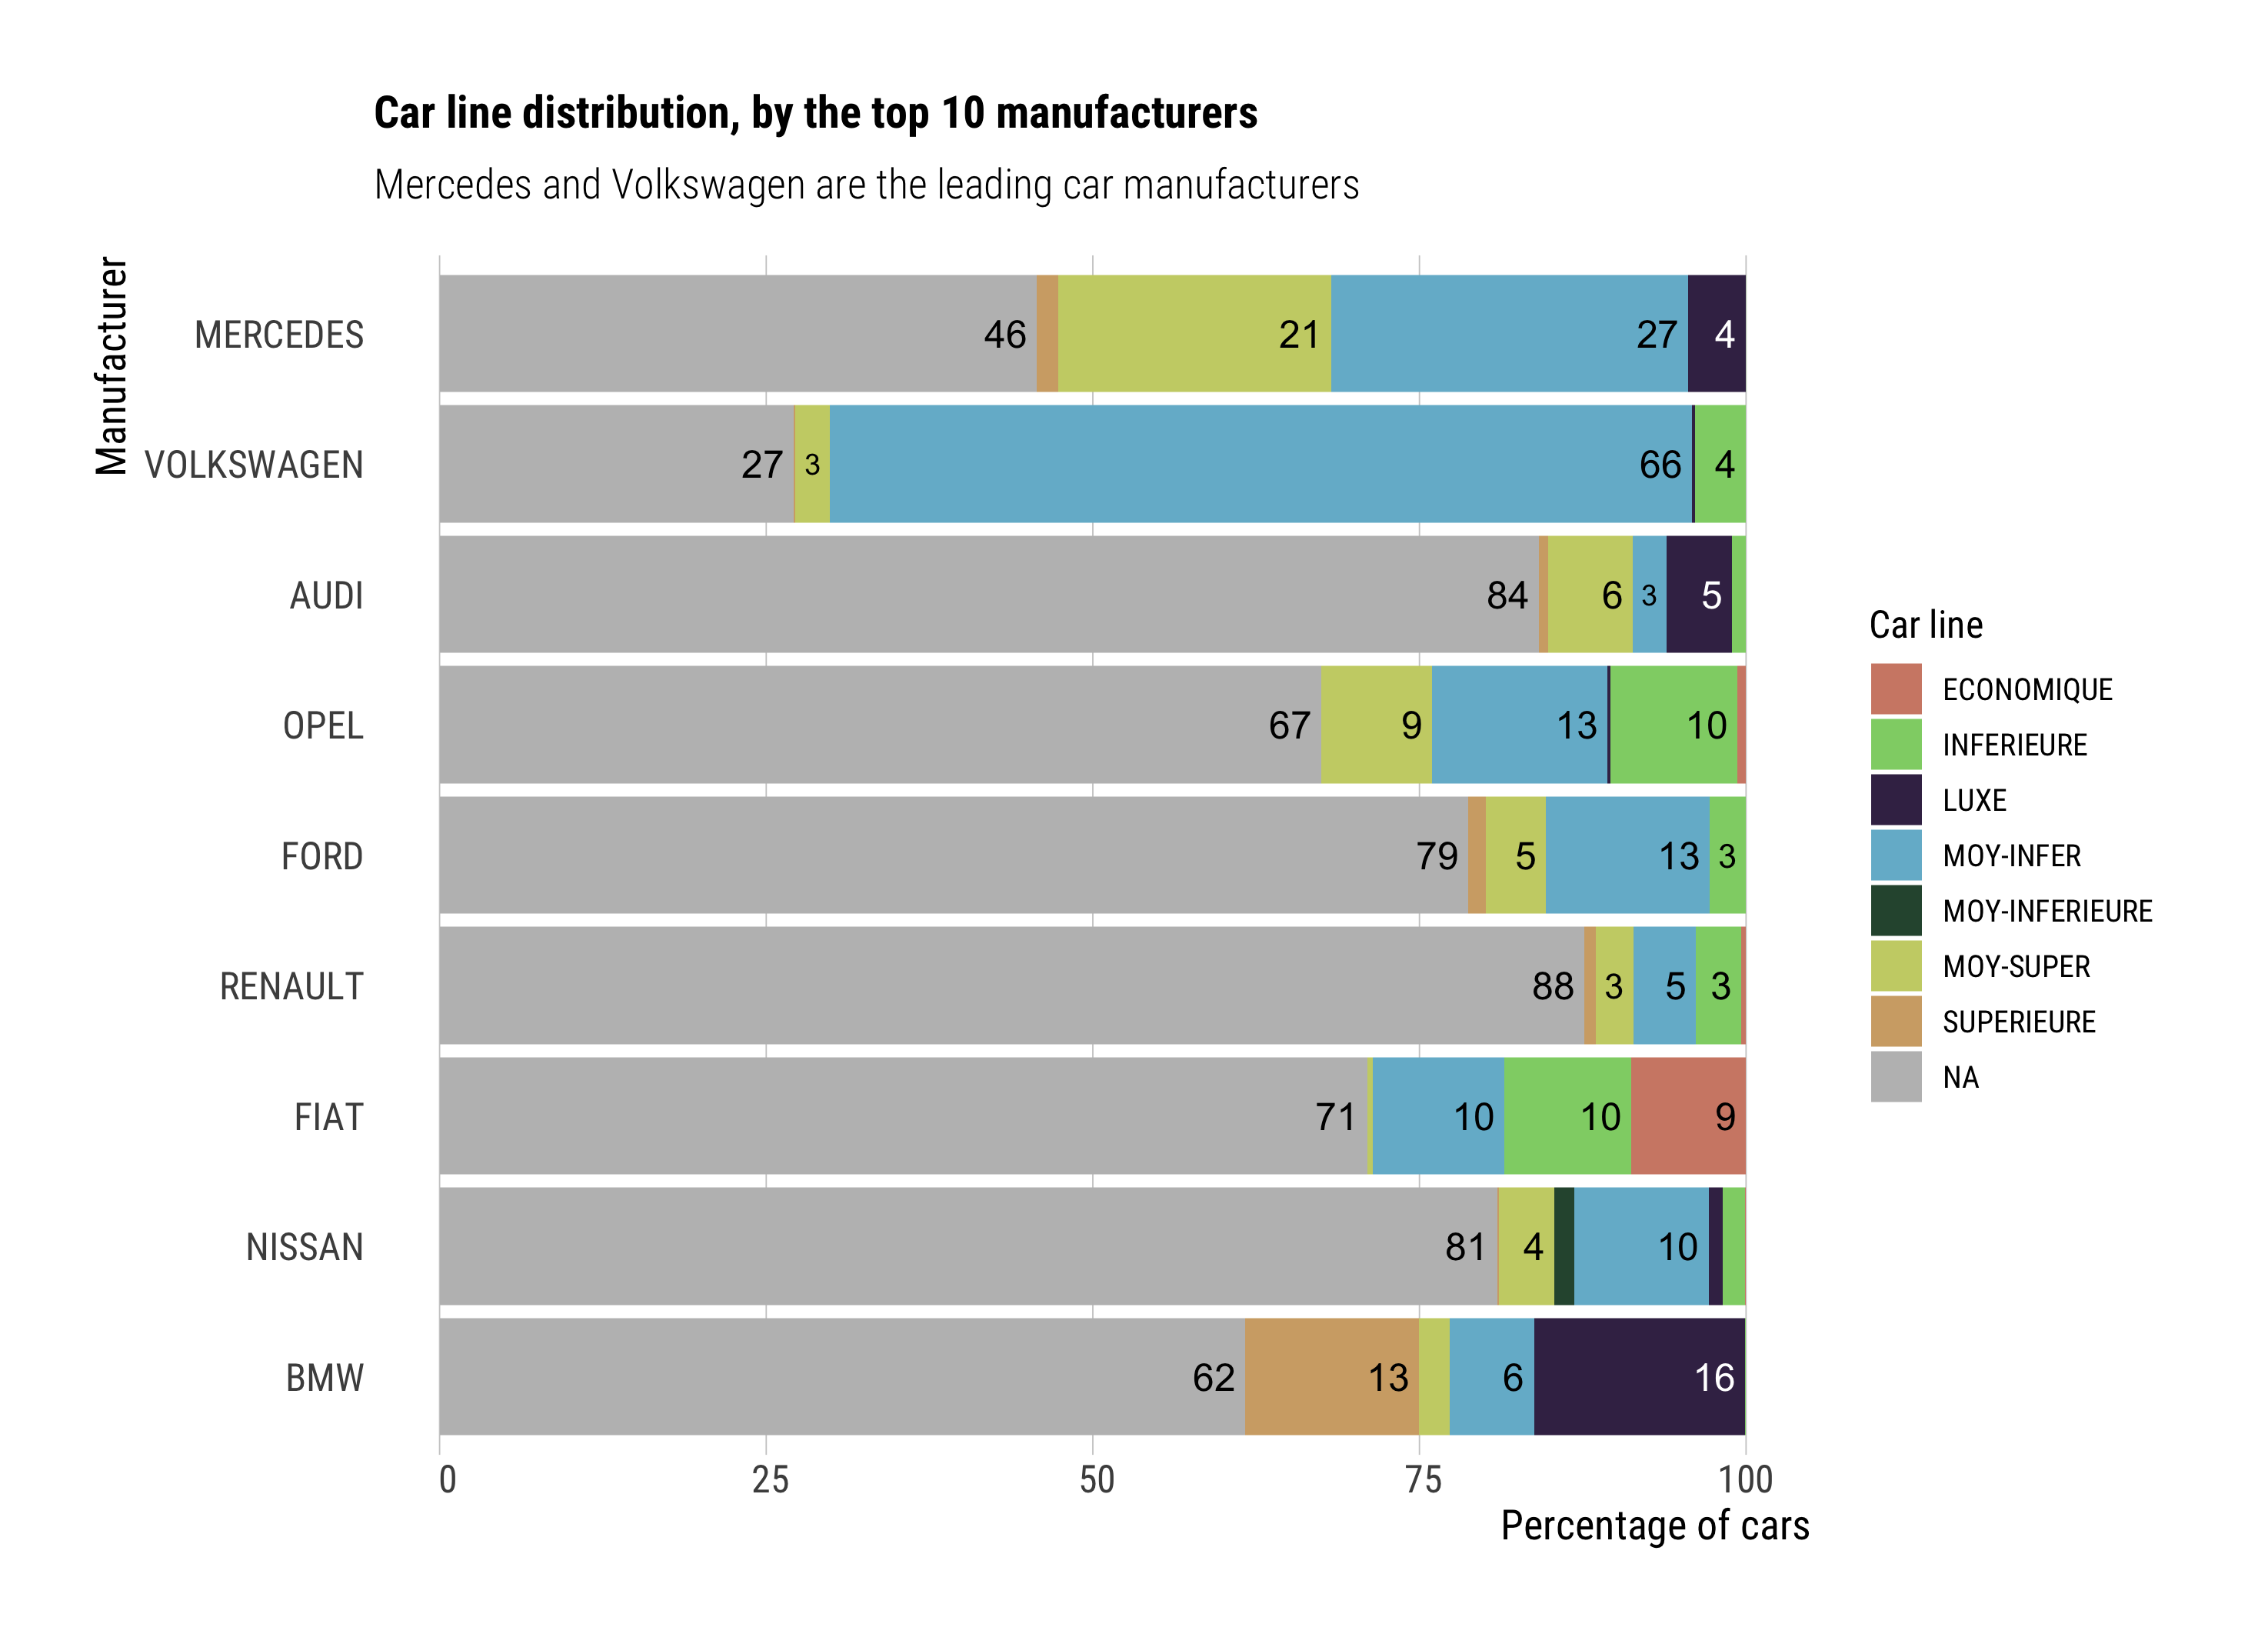 Car line distribution, by the top 10 manufacturers
Mercedes and Volkswagen are the leading car manufacturers
Manufacturer
MERCEDES 46 21 27 4
VOLKSWAGEN 27 3 66 4
AUDI 84 6 3 5
OPEL 67 9 13 10
FORD 79 5 13 3
RENAULT 88 3 5 3
FIAT 71 10 10 9
NISSAN 81 4 10
BMW 62 13 6 16
0 25 50 75 100
Percentage of cars
Car line
ECONOMIQUE
INFERIEURE
LUXE
MOY-INFER
MOY-INFERIEURE
MOY-SUPER
SUPERIEURE
NA